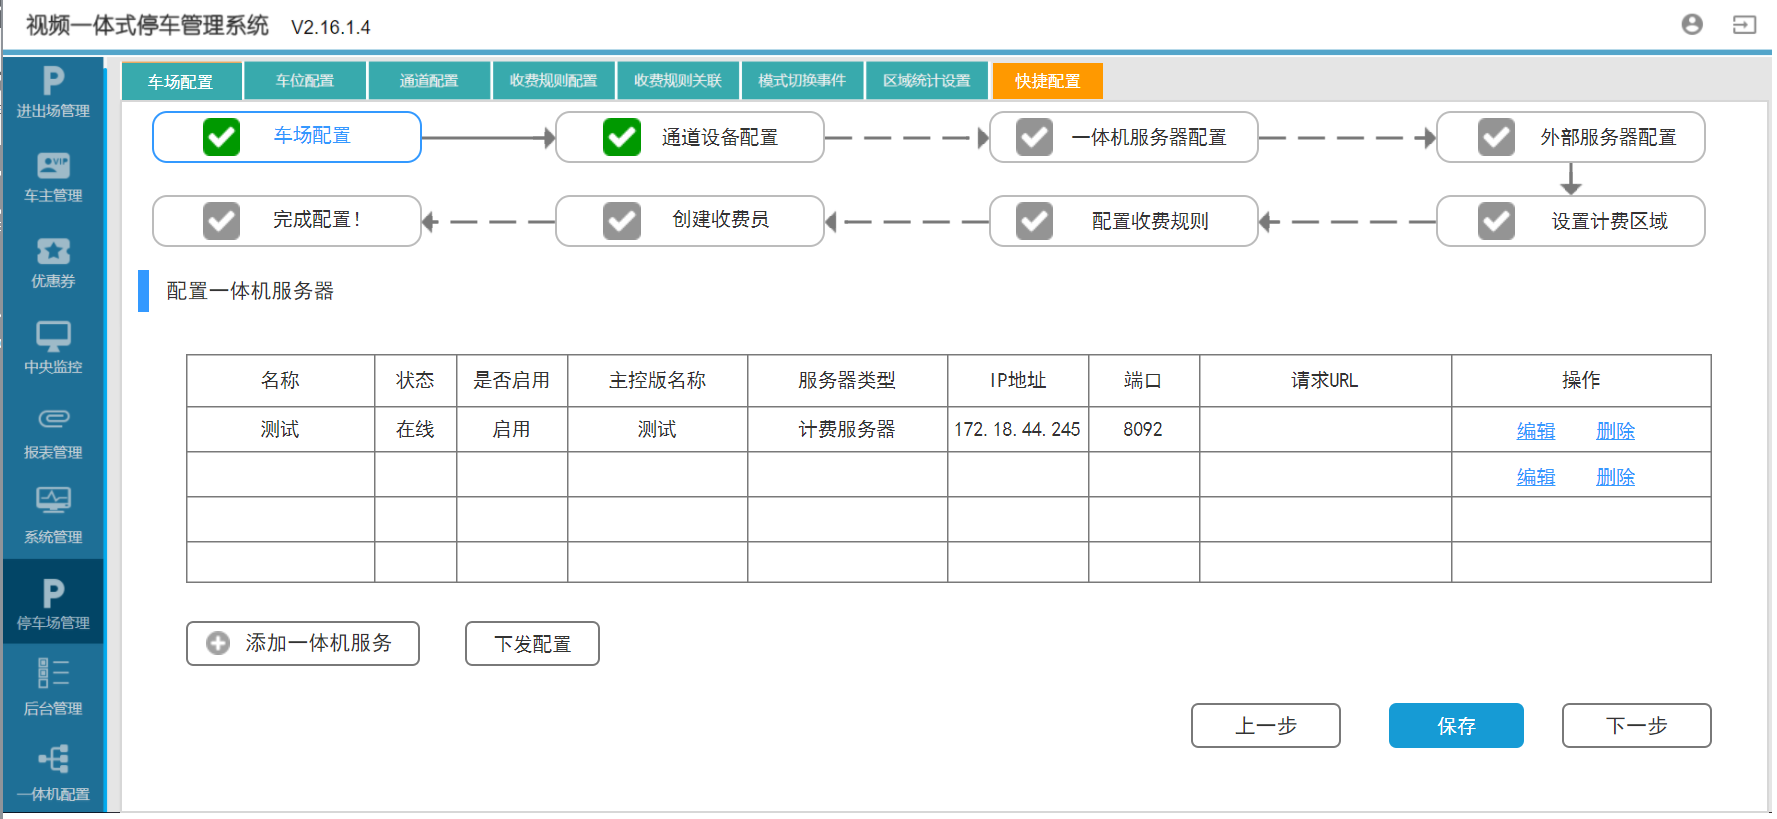 视频一体式停车管理系统 V2.16.1.4
进出场管理
车主管理
优惠券
中央监控
报表管理
系统管理
停车场管理
后台管理
一体机配置
车场配置 车位配置 通道配置 收费规则配置 收费规则关联 模式切换事件 区域统计设置 快捷配置
车场配置 通道设备配置 一体机服务器配置 外部服务器配置
完成配置！ 创建收费员 配置收费规则 设置计费区域
配置一体机服务器
名称 状态 是否启用 主控版名称 服务器类型 IP地址 端口 请求URL 操作
测试 在线 启用 测试 计费服务器 172.18.44.245 8092 编辑 删除
编辑 删除
添加一体机服务 下发配置
上一步 保存 下一步